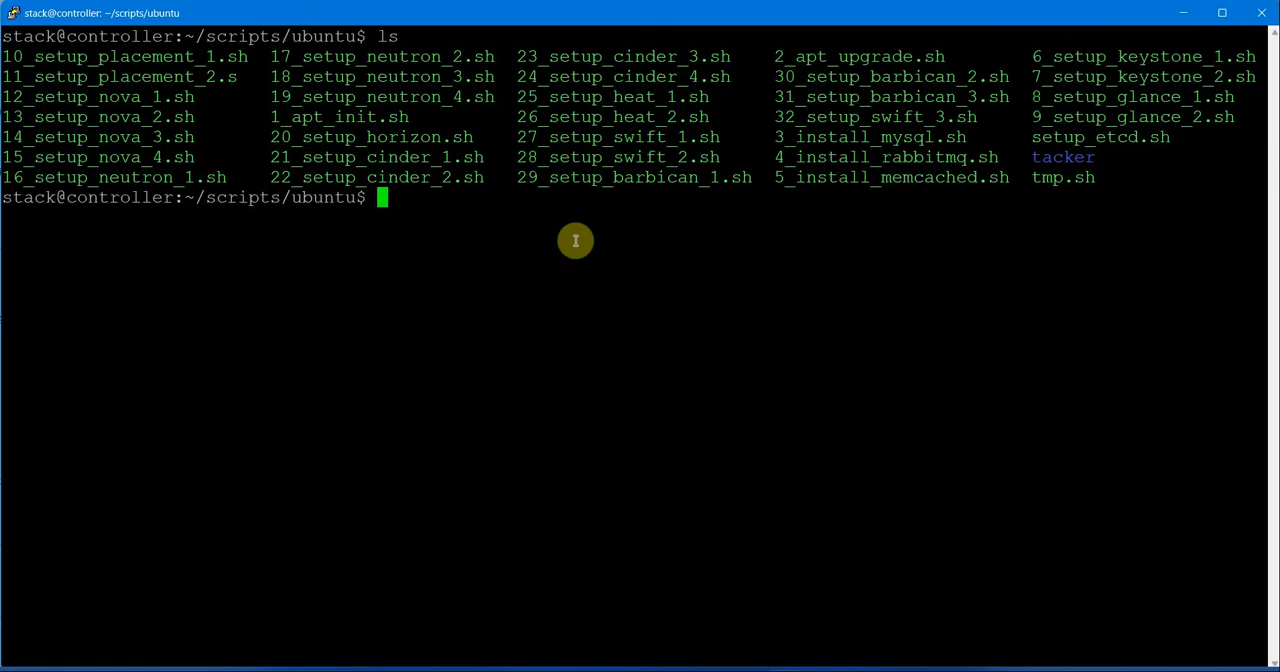 stack@controller: ~/scripts/ubuntu
stack@controller:~/scripts/ubuntu$ ls
10_setup_placement_1.sh 17_setup_neutron_2.sh 23_setup_cinder_3.sh 2_apt_upgrade.sh 6_setup_keystone_1.sh
11_setup_placement_2.s 18_setup_neutron_3.sh 24_setup_cinder_4.sh 30_setup_barbican_2.sh 7_setup_keystone_2.sh
12_setup_nova_1.sh 19_setup_neutron_4.sh 25_setup_heat_1.sh 31_setup_barbican_3.sh 8_setup_glance_1.sh
13_setup_nova_2.sh 1_apt_init.sh 26_setup_heat_2.sh 32_setup_swift_3.sh 9_setup_glance_2.sh
14_setup_nova_3.sh 20_setup_horizon.sh 27_setup_swift_1.sh 3_install_mysql.sh setup_etcd.sh
15_setup_nova_4.sh 21_setup_cinder_1.sh 28_setup_swift_2.sh 4_install_rabbitmq.sh tacker
16_setup_neutron_1.sh 22_setup_cinder_2.sh 29_setup_barbican_1.sh 5_install_memcached.sh tmp.sh
stack@controller:~/scripts/ubuntu$